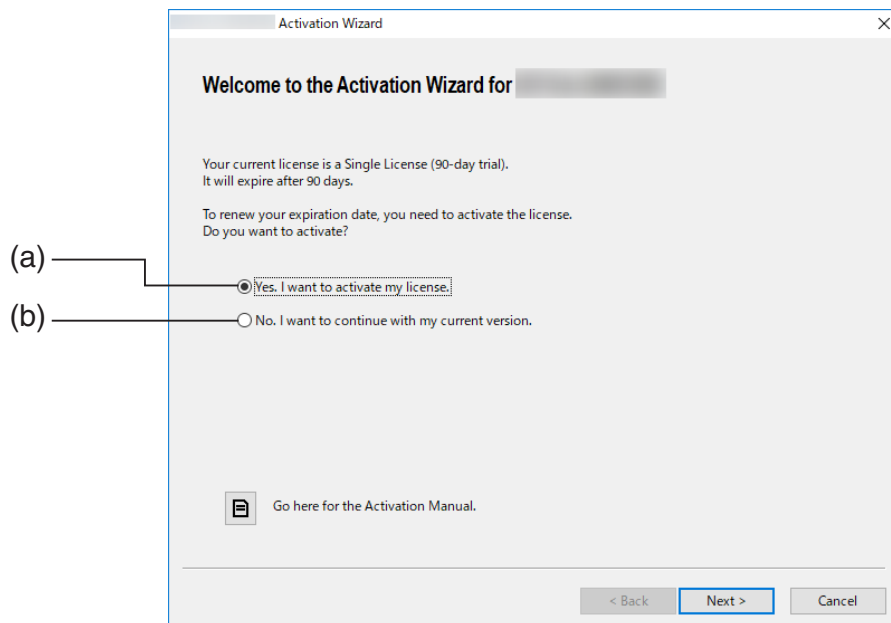 Activation Wizard
Welcome to the Activation Wizard for
Your current license is a Single License (90-day trial).
It will expire after 90 days.
To renew your expiration date, you need to activate the license.
Do you want to activate?
(a)
Yes. I want to activate my license.
(b)
No. I want to continue with my current version.
Go here for the Activation Manual.
< Back
Next >
Cancel